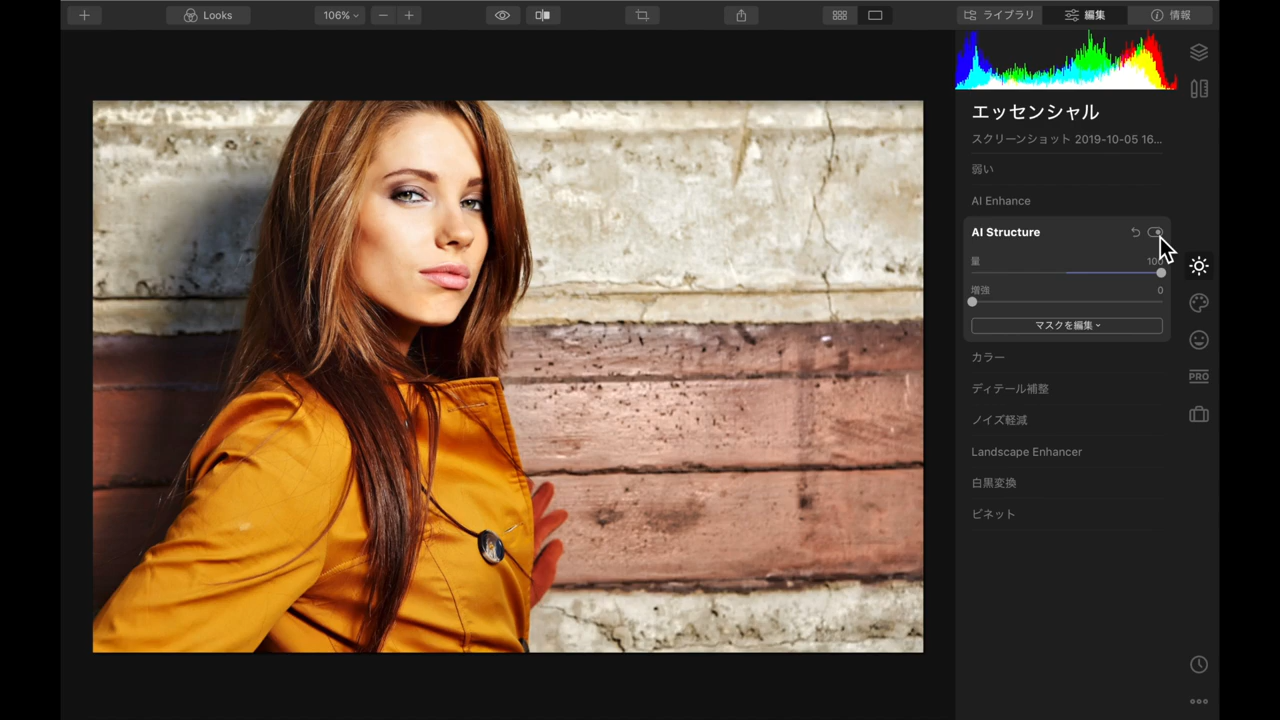 Looks
106%
ライブラリ
編集
情報
エッセンシャル
スクリーンショット 2019-10-05 16...
弱い
AI Enhance
AI Structure
量 100
増強 0
マスクを編集
カラー
ディテール補整
ノイズ軽減
PRO
Landscape Enhancer
白黒変換
ビネット